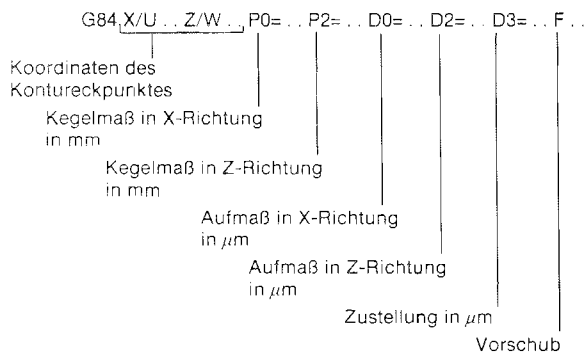 G84 X/U . . Z/W . . P0= . . P2= . . D0= . . D2= . . D3= . . F . .
Koordinaten des
Kontureckpunktes
Kegelmaß in X-Richtung
in mm
Kegelmaß in Z-Richtung
in mm
Aufmaß in X-Richtung
in µm
Aufmaß in Z-Richtung
in µm
Zustellung in µm
Vorschub